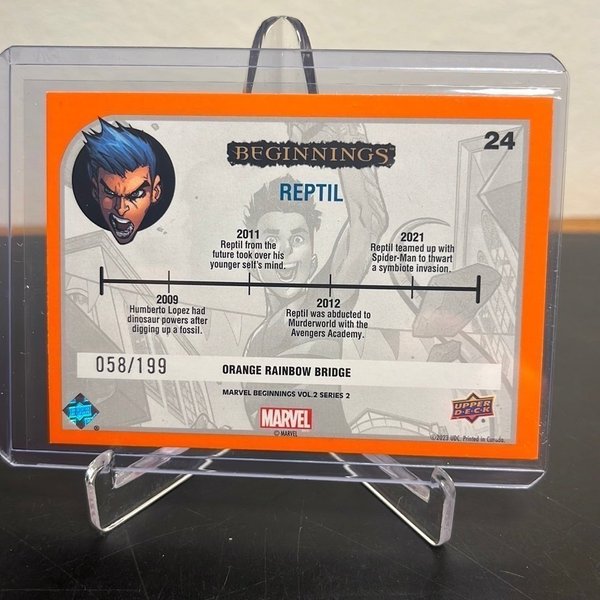 24
BEGINNINGS
REPTIL
2011
Reptil from the
future took over his
younger self's mind.
2021
Reptil teamed up with
Spider-Man to thwart
a symbiote invasion.
2009
Humberto Lopez had
dinosaur powers after
digging up a fossil.
2012
Reptil was abducted to
Murderworld with the
Avengers Academy.
058/199
ORANGE RAINBOW BRIDGE
MARVEL BEGINNINGS VOL.2 SERIES 2
®
MARVEL
© MARVEL
UPPER
DECK
©2023 UDC. Printed in Canada.